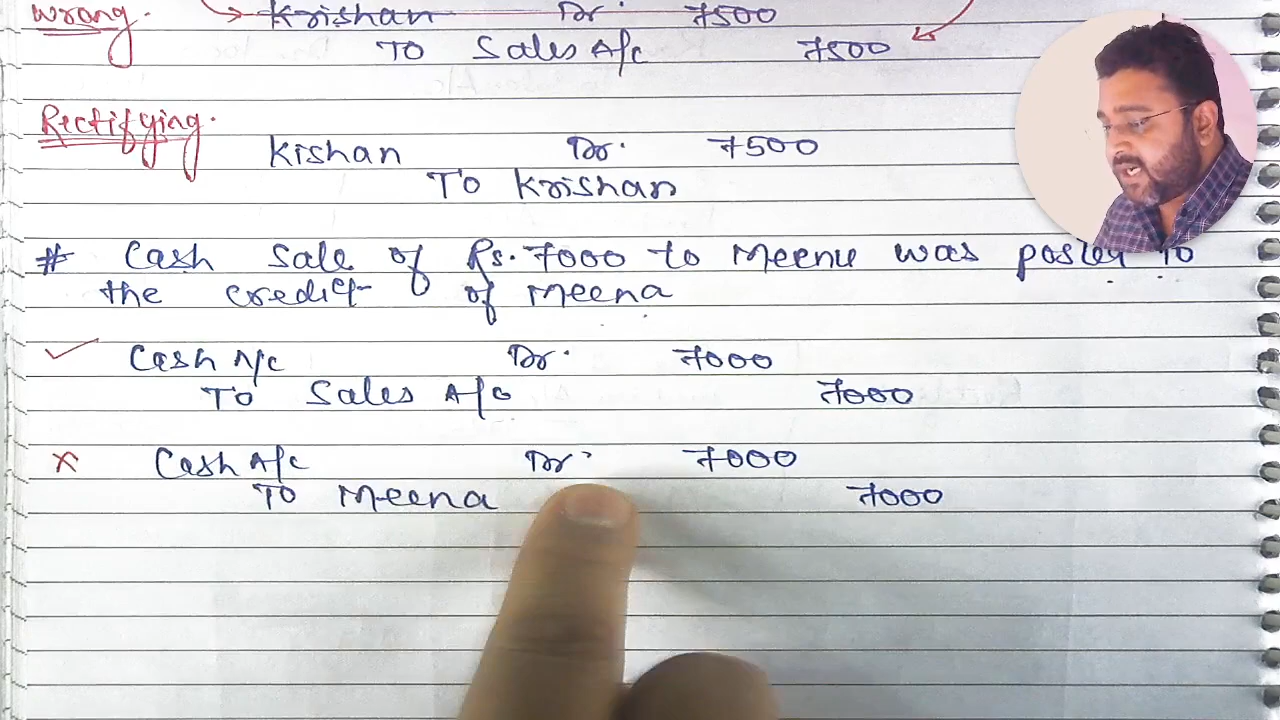 Wrong. Krishan Dr. 7500
To Sales A/c 7500
Rectifying.
Kishan Dr. 7500
To Krishan
# Cash Sale of Rs. 7000 to Meenu was posted to
the credit of Meena
✓ Cash A/c Dr. 7000
To Sales A/c 7000
× Cash A/c Dr. 7000
To Meena 7000